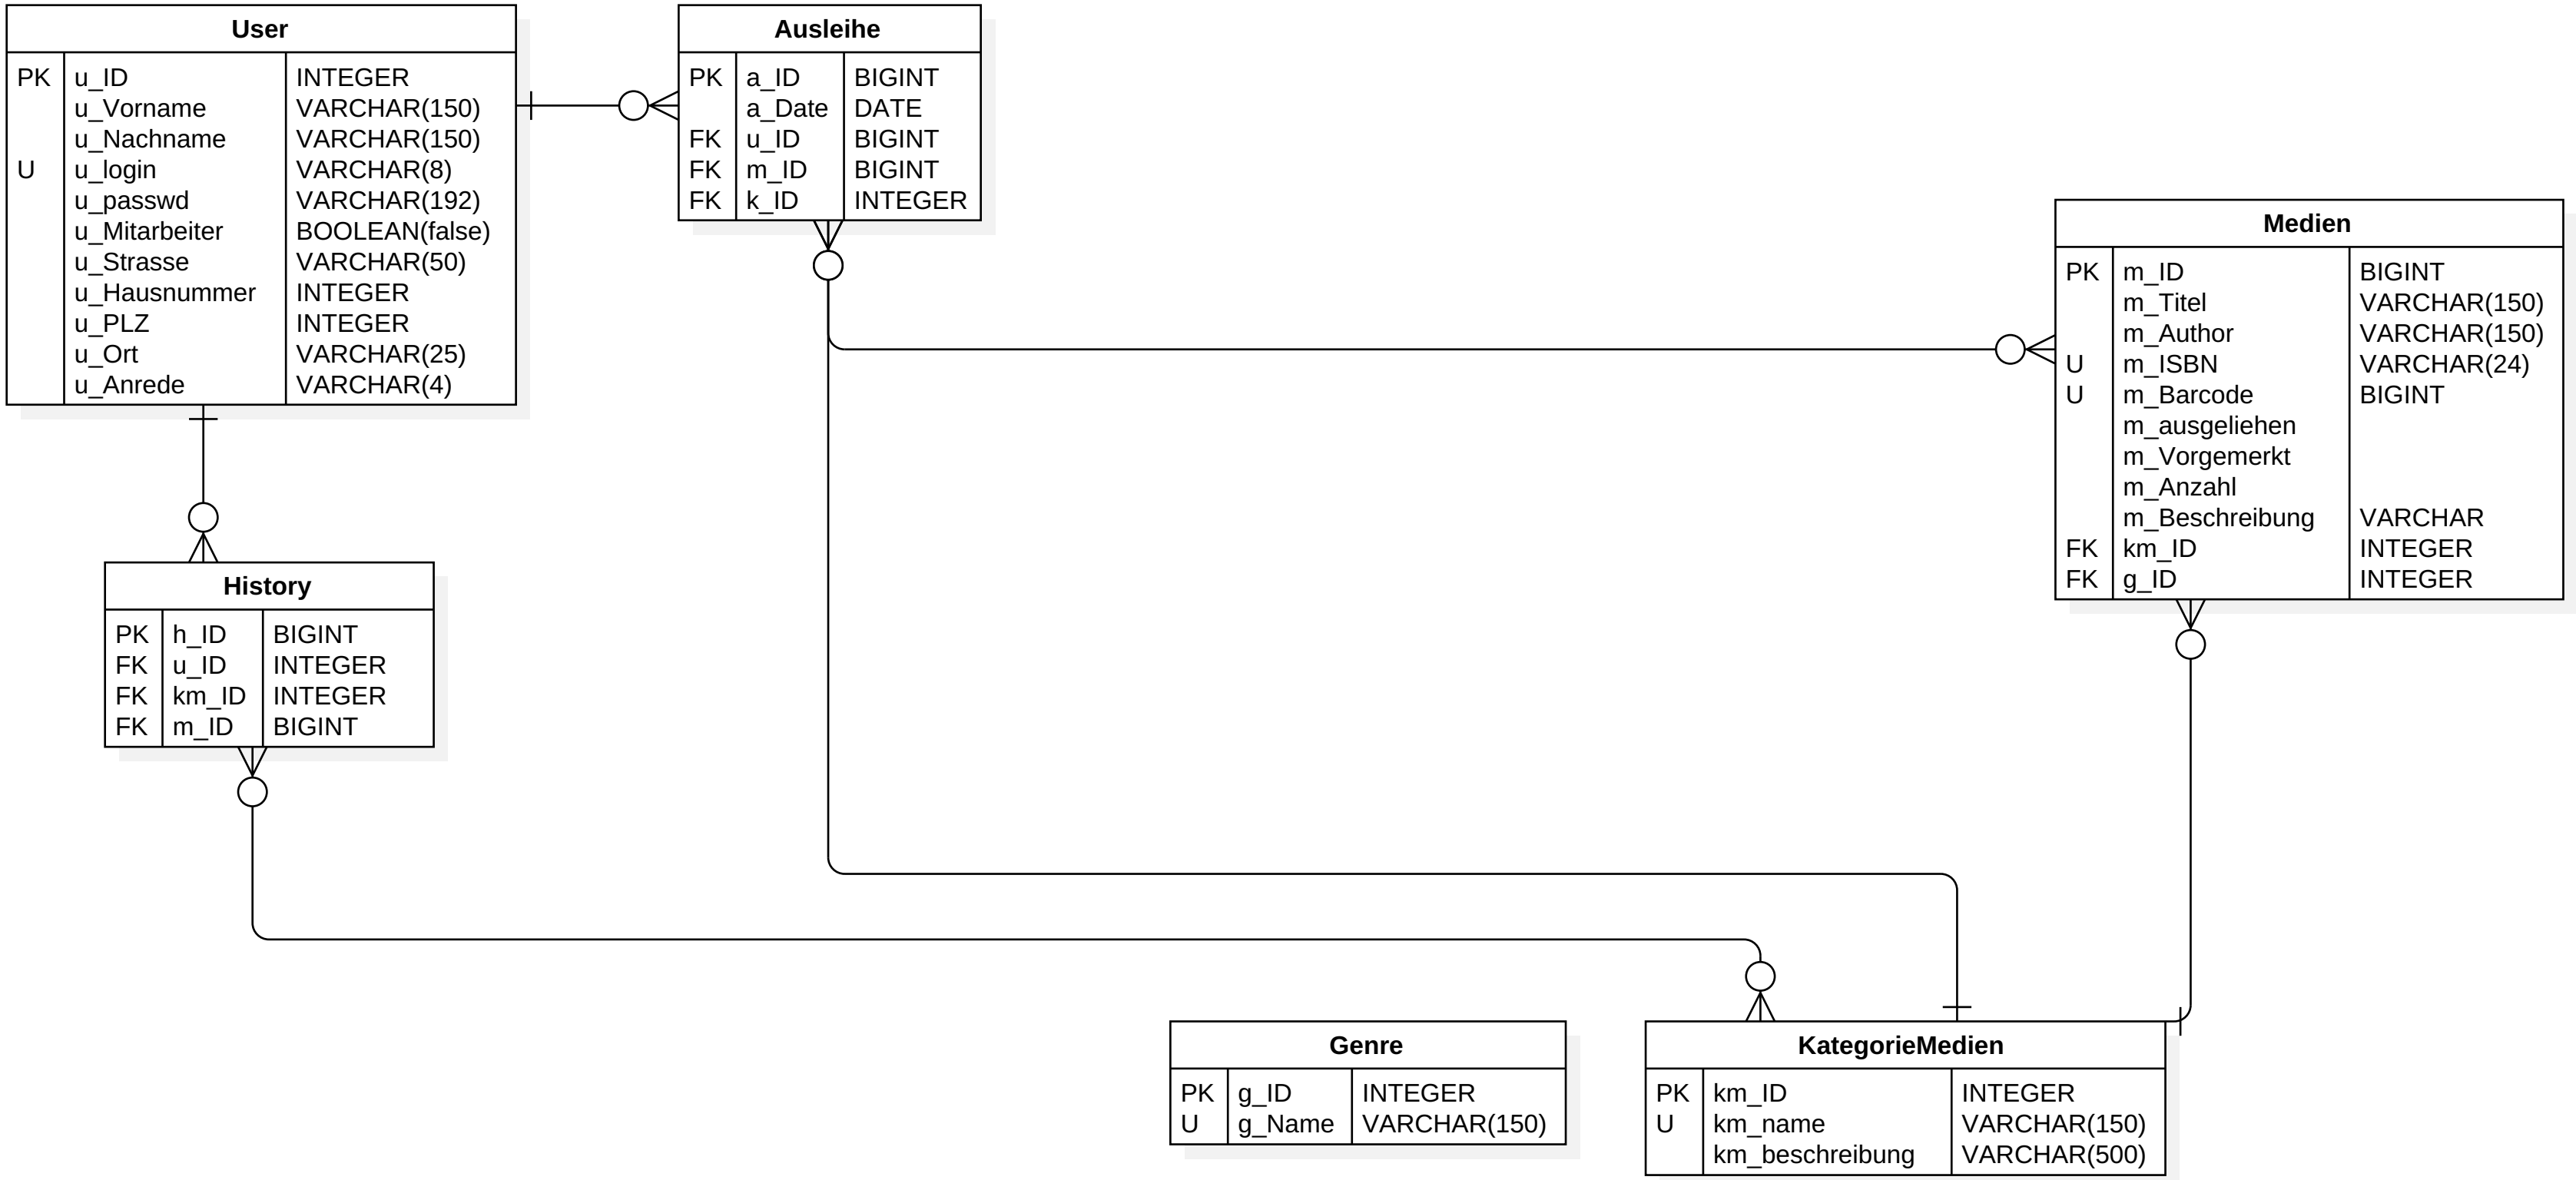 User
PK u_ID INTEGER
u_Vorname VARCHAR(150)
u_Nachname VARCHAR(150)
U u_login VARCHAR(8)
u_passwd VARCHAR(192)
u_Mitarbeiter BOOLEAN(false)
u_Strasse VARCHAR(50)
u_Hausnummer INTEGER
u_PLZ INTEGER
u_Ort VARCHAR(25)
u_Anrede VARCHAR(4)
Ausleihe
PK a_ID BIGINT
a_Date DATE
FK u_ID BIGINT
FK m_ID BIGINT
FK k_ID INTEGER
Medien
PK m_ID BIGINT
m_Titel VARCHAR(150)
m_Author VARCHAR(150)
U m_ISBN VARCHAR(24)
U m_Barcode BIGINT
m_ausgeliehen
m_Vorgemerkt
m_Anzahl
m_Beschreibung VARCHAR
FK km_ID INTEGER
FK g_ID INTEGER
History
PK h_ID BIGINT
FK u_ID INTEGER
FK km_ID INTEGER
FK m_ID BIGINT
Genre
PK g_ID INTEGER
U g_Name VARCHAR(150)
KategorieMedien
PK km_ID INTEGER
U km_name VARCHAR(150)
km_beschreibung VARCHAR(500)